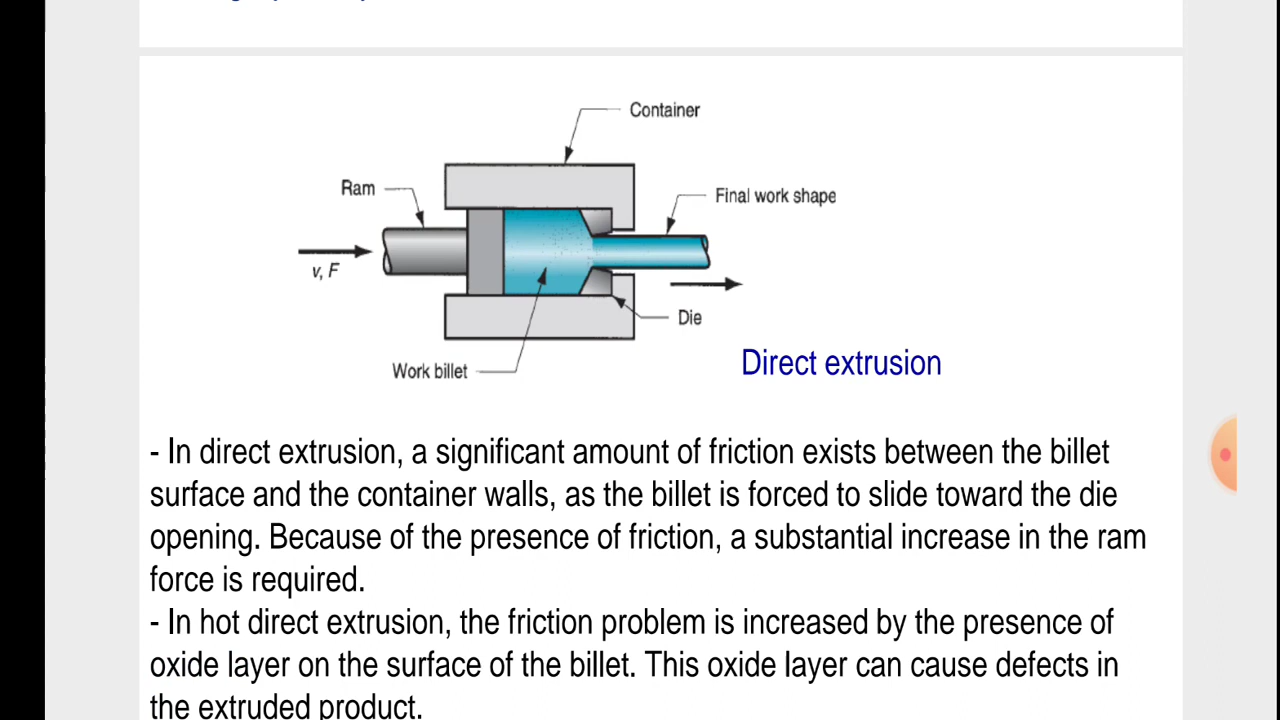 Container
Ram
Final work shape
v, F
Die
Work billet
Direct extrusion
- In direct extrusion, a significant amount of friction exists between the billet
surface and the container walls, as the billet is forced to slide toward the die
opening. Because of the presence of friction, a substantial increase in the ram
force is required.
- In hot direct extrusion, the friction problem is increased by the presence of
oxide layer on the surface of the billet. This oxide layer can cause defects in
the extruded product.